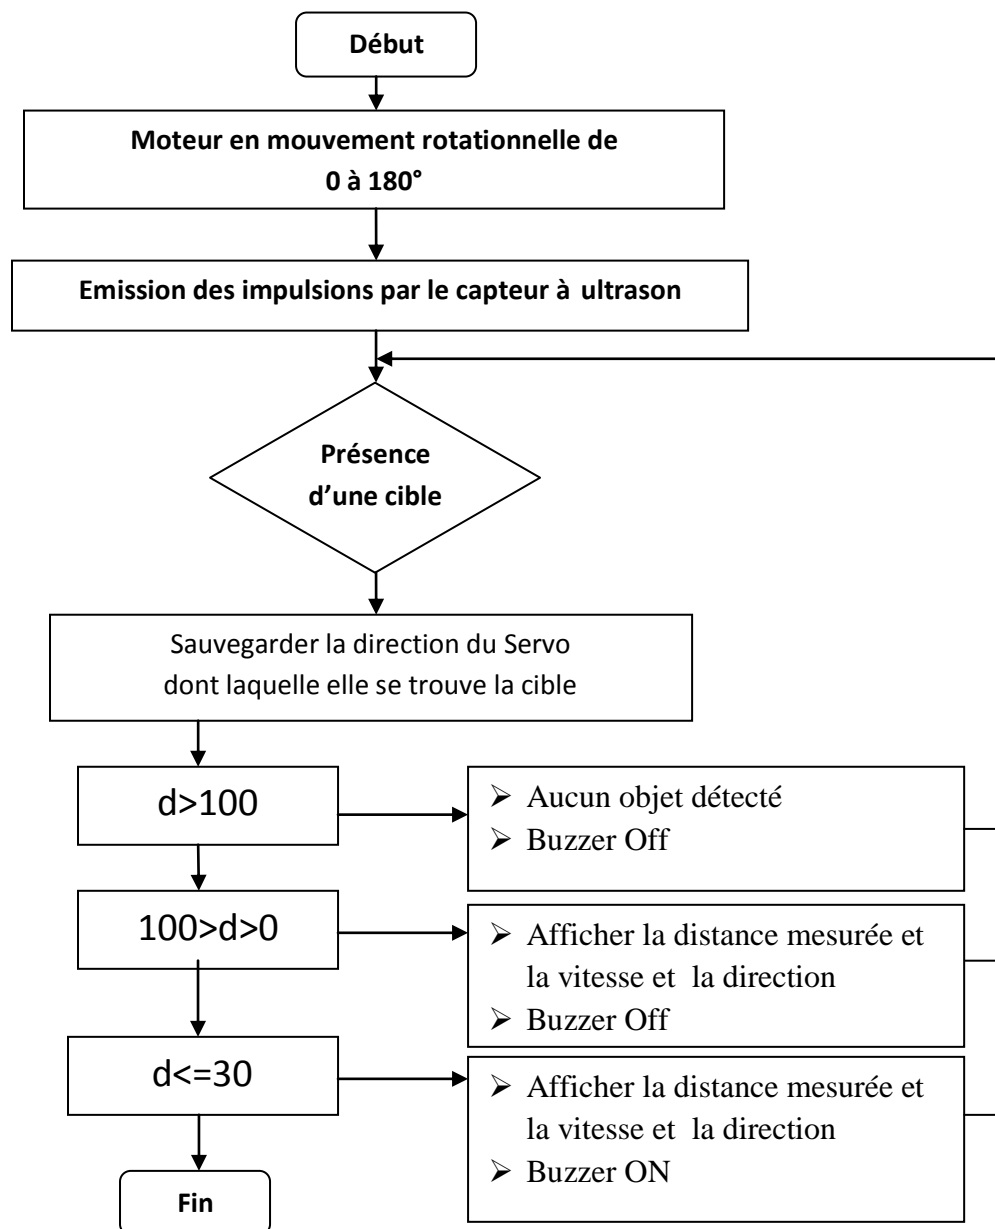 Début
Moteur en mouvement rotationnelle de
0 à 180°
Emission des impulsions par le capteur à ultrason
Présence
d’une cible
Sauvegarder la direction du Servo
dont laquelle elle se trouve la cible
d>100
➢ Aucun objet détecté
➢ Buzzer Off
100>d>0
➢ Afficher la distance mesurée et
la vitesse et la direction
➢ Buzzer Off
d<=30
➢ Afficher la distance mesurée et
la vitesse et la direction
➢ Buzzer ON
Fin